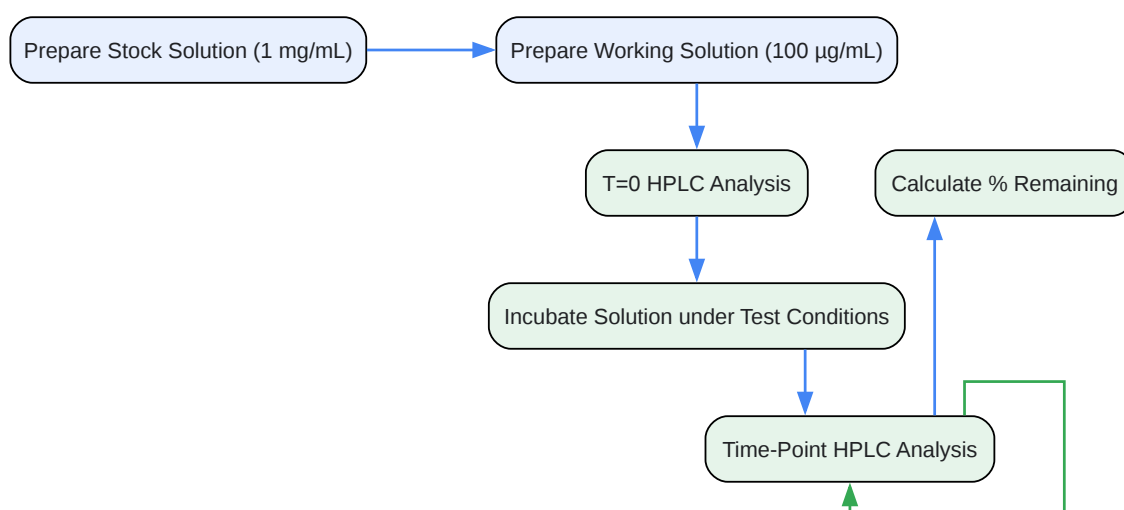 Prepare Stock Solution (1 mg/mL)
Prepare Working Solution (100 µg/mL)
T=0 HPLC Analysis
Calculate % Remaining
Incubate Solution under Test Conditions
Time-Point HPLC Analysis